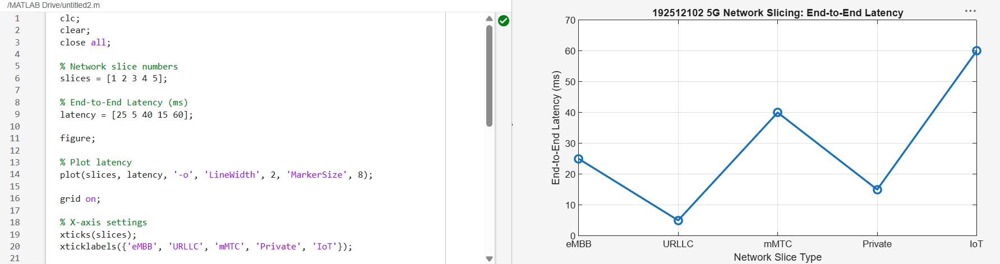 /MATLAB Drive/untitled2.m
1 clc;
2 clear;
3 close all;
4
5 % Network slice numbers
6 slices = [1 2 3 4 5];
7
8 % End-to-End Latency (ms)
9 latency = [25 5 40 15 60];
10
11 figure;
12
13 % Plot latency
14 plot(slices, latency, '-o', 'LineWidth', 2, 'MarkerSize', 8);
15
16 grid on;
17
18 % X-axis settings
19 xticks(slices);
20 xticklabels({'eMBB', 'URLLC', 'mMTC', 'Private', 'IoT'});
21
192512102 5G Network Slicing: End-to-End Latency
End-to-End Latency (ms)
70
60
50
40
30
20
10
0
eMBB URLLC mMTC Private IoT
Network Slice Type